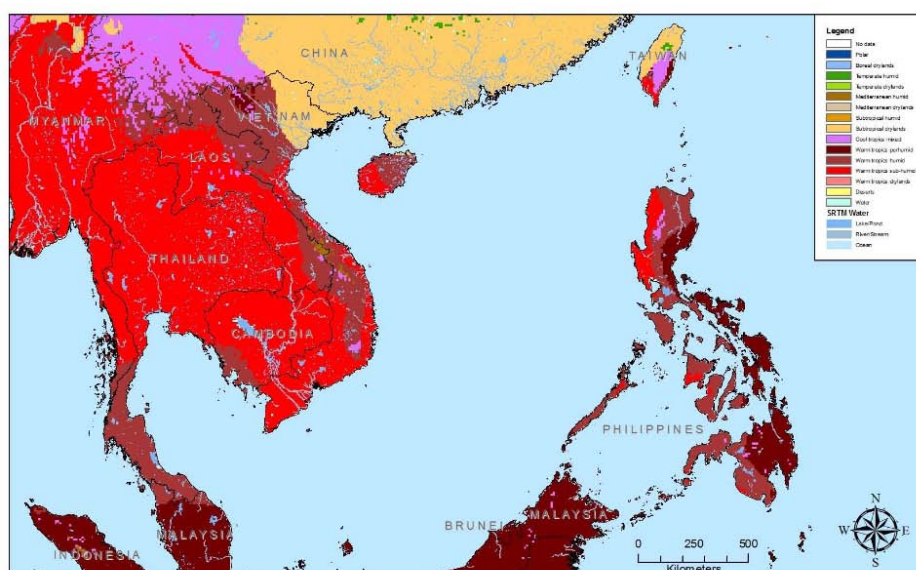 CHINA
TAIWAN
MYANMAR
VIETNAM
LAOS
THAILAND
CAMBODIA
PHILIPPINES
BRUNEI
MALAYSIA
MALAYSIA
INDONESIA
Legend
No data
Polar
Boreal drylands
Temperate humid
Temperate drylands
Mediterranean humid
Mediterranean drylands
Subtropical humid
Subtropical drylands
Cool tropics mixed
Warm tropics perhumid
Warm tropics humid
Warm tropics sub-humid
Warm tropics drylands
Deserts
Water
SRTM Water
Lake/Pond
River/Stream
Ocean
N
W
E
S
0 250 500
Kilometers